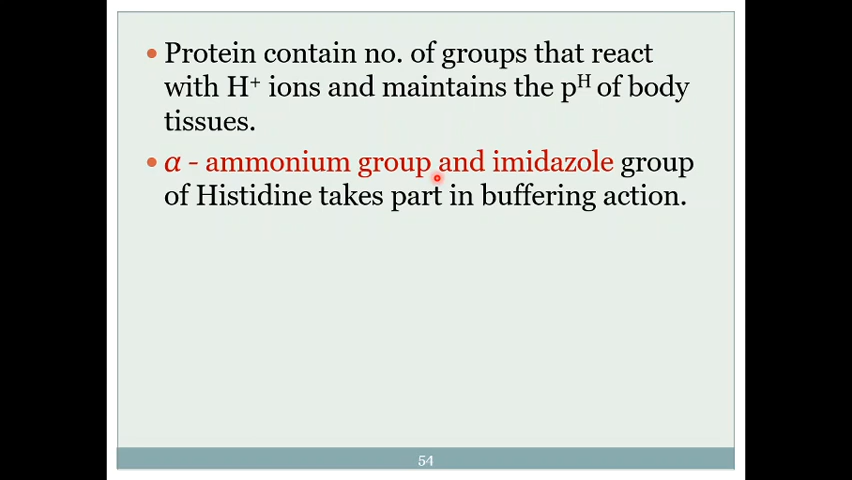 • Protein contain no. of groups that react
with H⁺ ions and maintains the pᴴ of body
tissues.
• α - ammonium group and imidazole group
of Histidine takes part in buffering action.
54